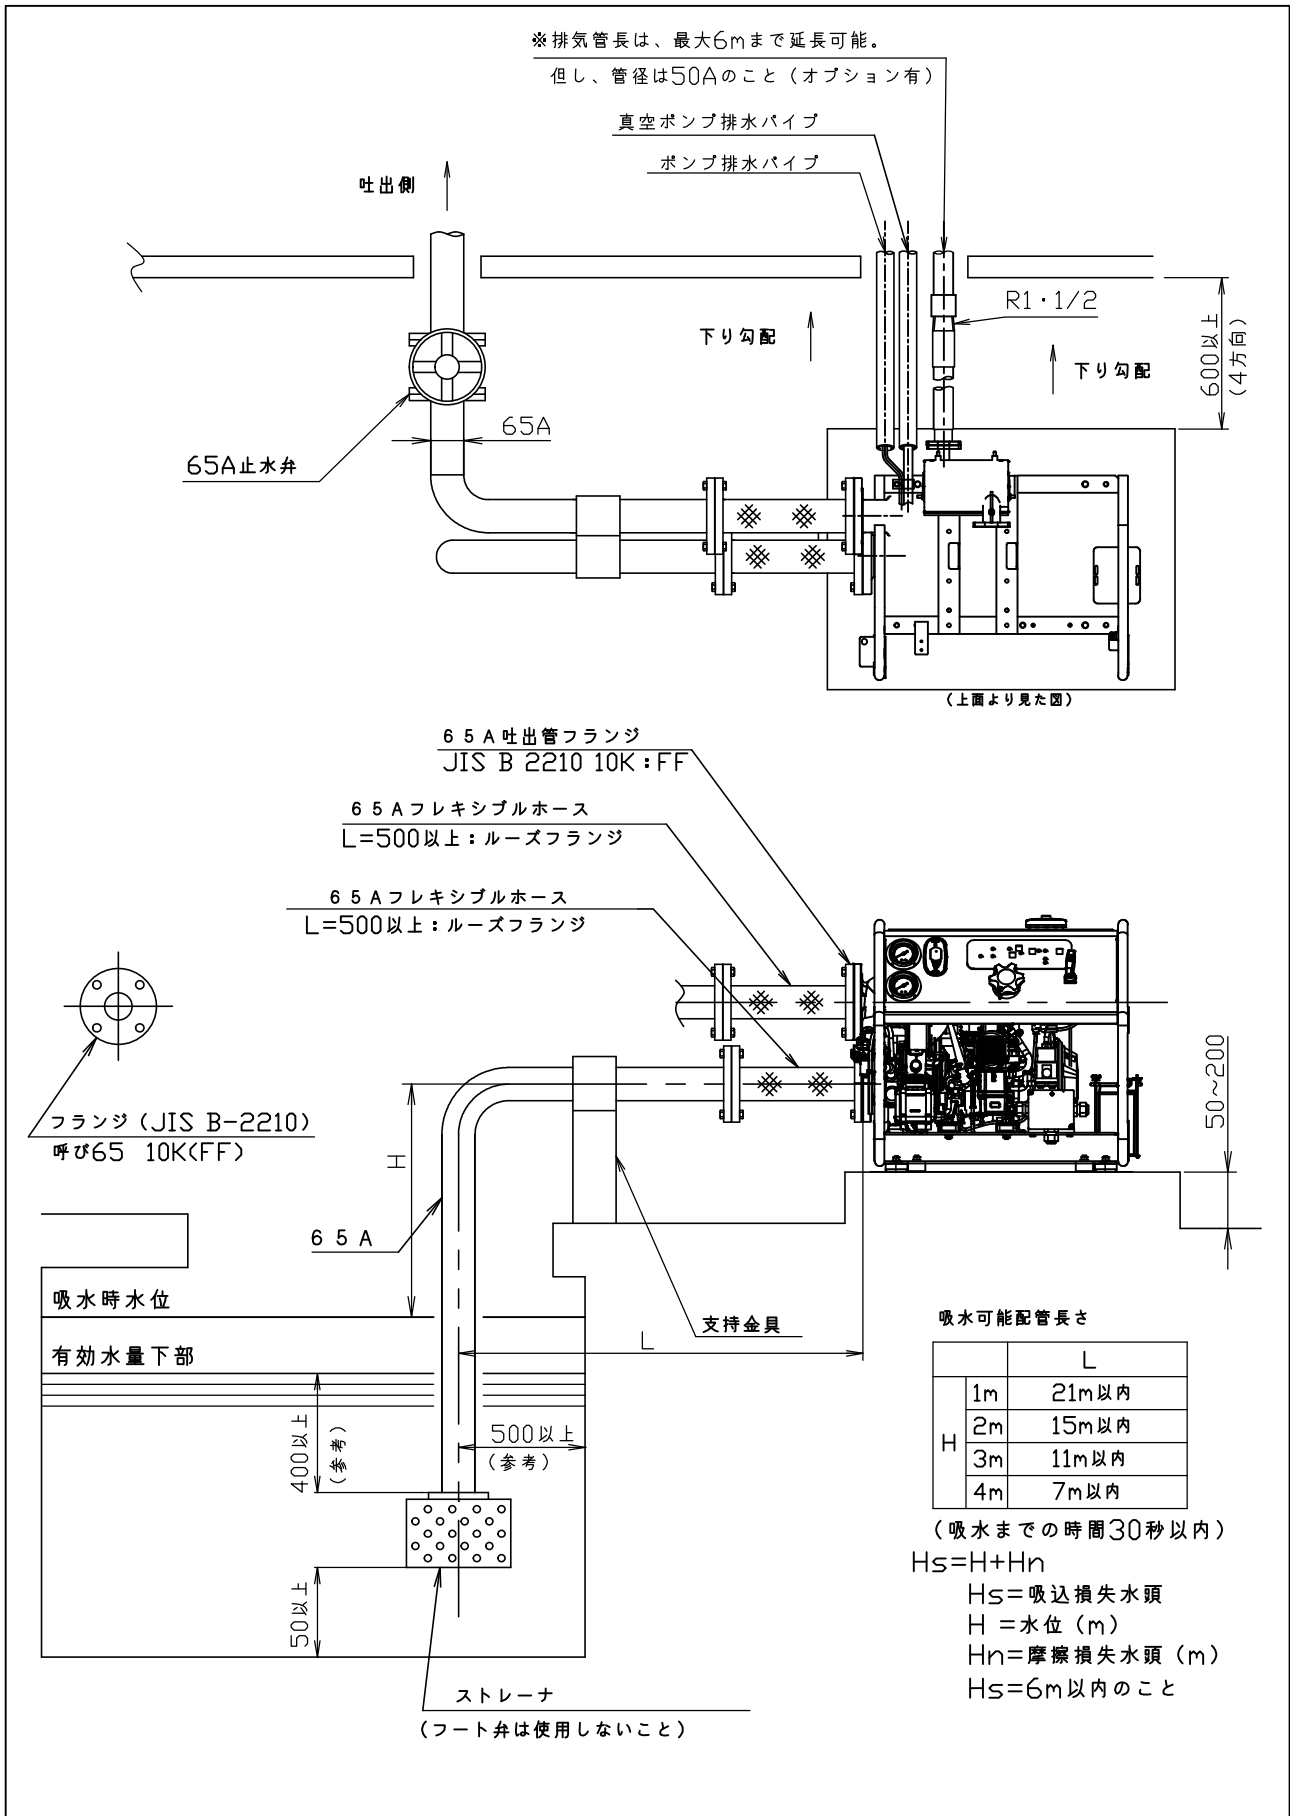 ※排気管長は、最大6mまで延長可能。
但し、管径は50Aのこと（オプション有）
真空ポンプ排水パイプ
ポンプ排水パイプ
吐出側
R1・1/2
下り勾配
下り勾配
600以上
(4方向)
65A
65A止水弁
(上面より見た図)
65A吐出管フランジ
JIS B 2210 10K：FF
65Aフレキシブルホース
L=500以上：ルーズフランジ
65Aフレキシブルホース
L=500以上：ルーズフランジ
フランジ（JIS B-2210）
呼び65 10K(FF)
H
50~200
65A
吸水時水位
支持金具
有効水量下部
L
400以上
(参考)
500以上
(参考)
50以上
ストレーナ
(フート弁は使用しないこと)
吸水可能配管長さ
L
H
1m 21m以内
2m 15m以内
3m 11m以内
4m 7m以内
(吸水までの時間30秒以内)
Hs=H+Hn
Hs=吸込損失水頭
H =水位（m）
Hn=摩擦損失水頭（m）
Hs=6m以内のこと